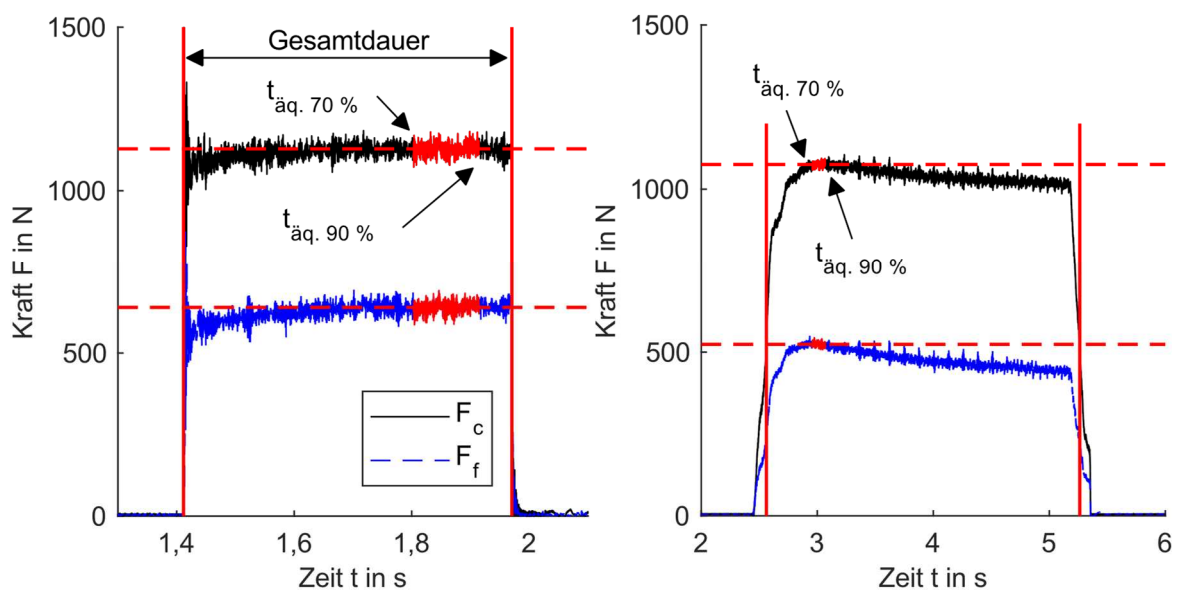 1500
Gesamtdauer
t äq. 70 %
1000
t äq. 90 %
Kraft F in N
500
F c
F f
0
1,4
1,6
1,8
2
Zeit t in s
1500
t äq. 70 %
1000
t äq. 90 %
Kraft F in N
500
0
2
3
4
5
6
Zeit t in s